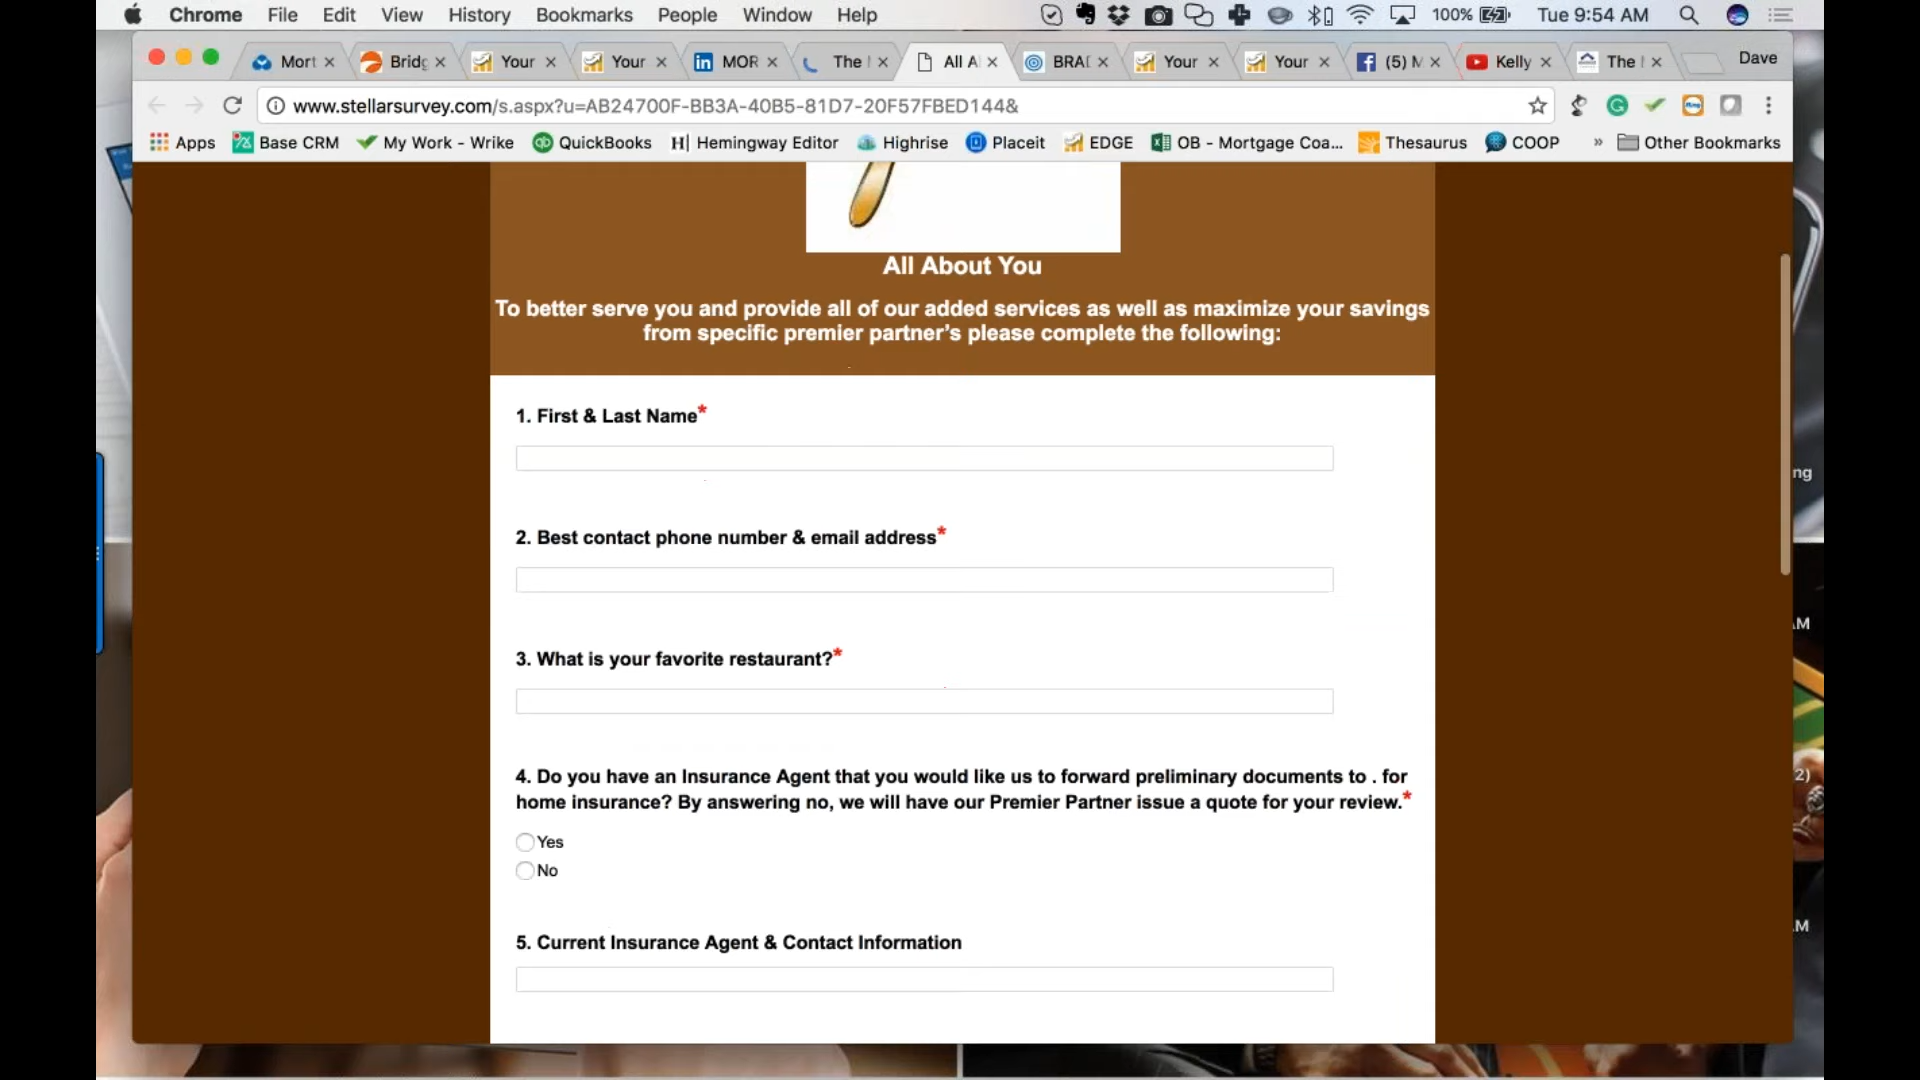 Chrome File Edit View History Bookmarks People Window Help 100% Tue 9:54 AM
Mort Bridg Your Your MOR The All A BRA Your Your (5) M Kelly The Dave
www.stellarsurvey.com/s.aspx?u=AB24700F-BB3A-40B5-81D7-20F57FBED144&
Apps Base CRM My Work - Wrike QuickBooks H| Hemingway Editor Highrise Placeit EDGE OB - Mortgage Coa... Thesaurus COOP » Other Bookmarks
All About You
To better serve you and provide all of our added services as well as maximize your savings
from specific premier partner’s please complete the following:
1. First & Last Name*
ng
2. Best contact phone number & email address*
AM
3. What is your favorite restaurant?*
4. Do you have an Insurance Agent that you would like us to forward preliminary documents to . for
home insurance? By answering no, we will have our Premier Partner issue a quote for your review.*
2)
Yes
No
AM
5. Current Insurance Agent & Contact Information